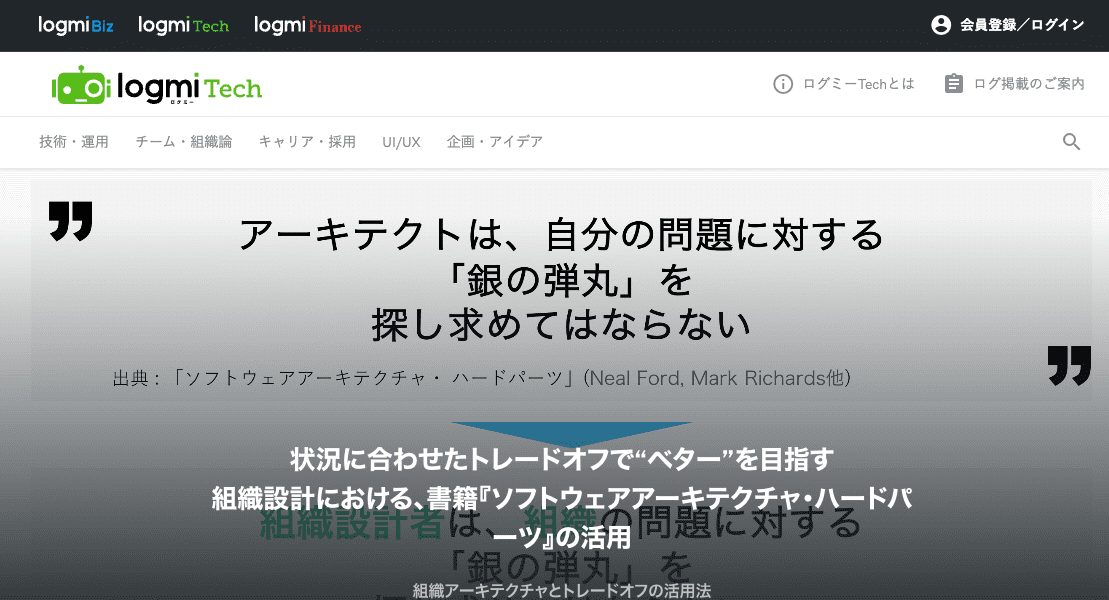 logmi Biz logmi Tech logmi Finance 会員登録／ログイン
logmi Tech
ログミー
ログミーTechとは ログ掲載のご案内
技術・運用 チーム・組織論 キャリア・採用 UI/UX 企画・アイデア
アーキテクトは、自分の問題に対する
「銀の弾丸」を
探し求めてはならない
出典：「ソフトウェアアーキテクチャ・ ハードパーツ」(Neal Ford, Mark Richards他)
状況に合わせたトレードオフで“ベター”を目指す
組織設計における、書籍『ソフトウェアアーキテクチャ・ハードパ
ーツ』の活用
組織設計者は、組織の問題に対する
「銀の弾丸」を
組織アーキテクチャとトレードオフの活用法